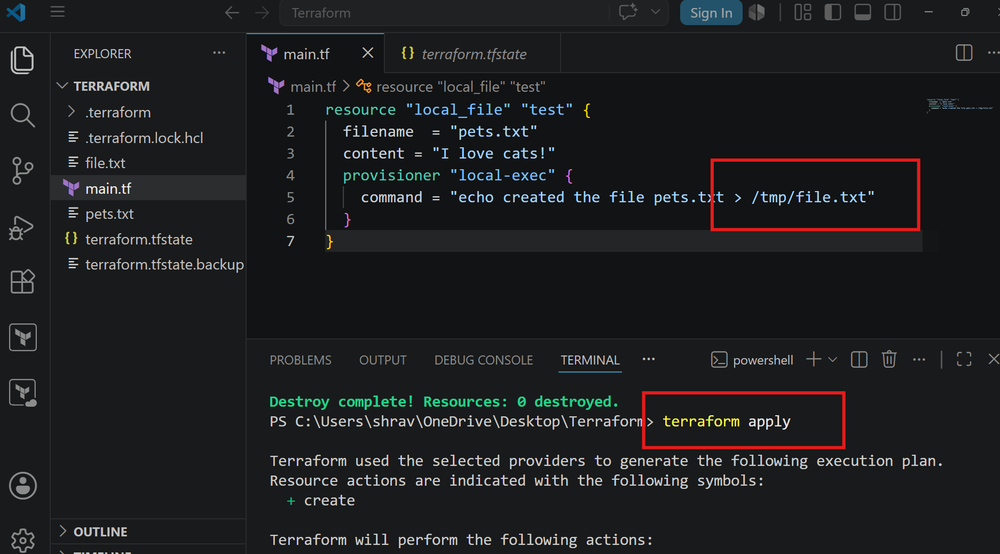 Terraform
Sign In
EXPLORER
TERRAFORM
.terraform
.terraform.lock.hcl
file.txt
main.tf
pets.txt
{} terraform.tfstate
terraform.tfstate.backup
OUTLINE
TIMELINE
main.tf
{} terraform.tfstate
main.tf > resource "local_file" "test"
1 resource "local_file" "test" {
2 filename = "pets.txt"
3 content = "I love cats!"
4 provisioner "local-exec" {
5 command = "echo created the file pets.txt > /tmp/file.txt"
6 }
7 }
PROBLEMS OUTPUT DEBUG CONSOLE TERMINAL
powershell
Destroy complete! Resources: 0 destroyed.
PS C:\Users\shrav\OneDrive\Desktop\Terraform> terraform apply
Terraform used the selected providers to generate the following execution plan.
Resource actions are indicated with the following symbols:
+ create
Terraform will perform the following actions: